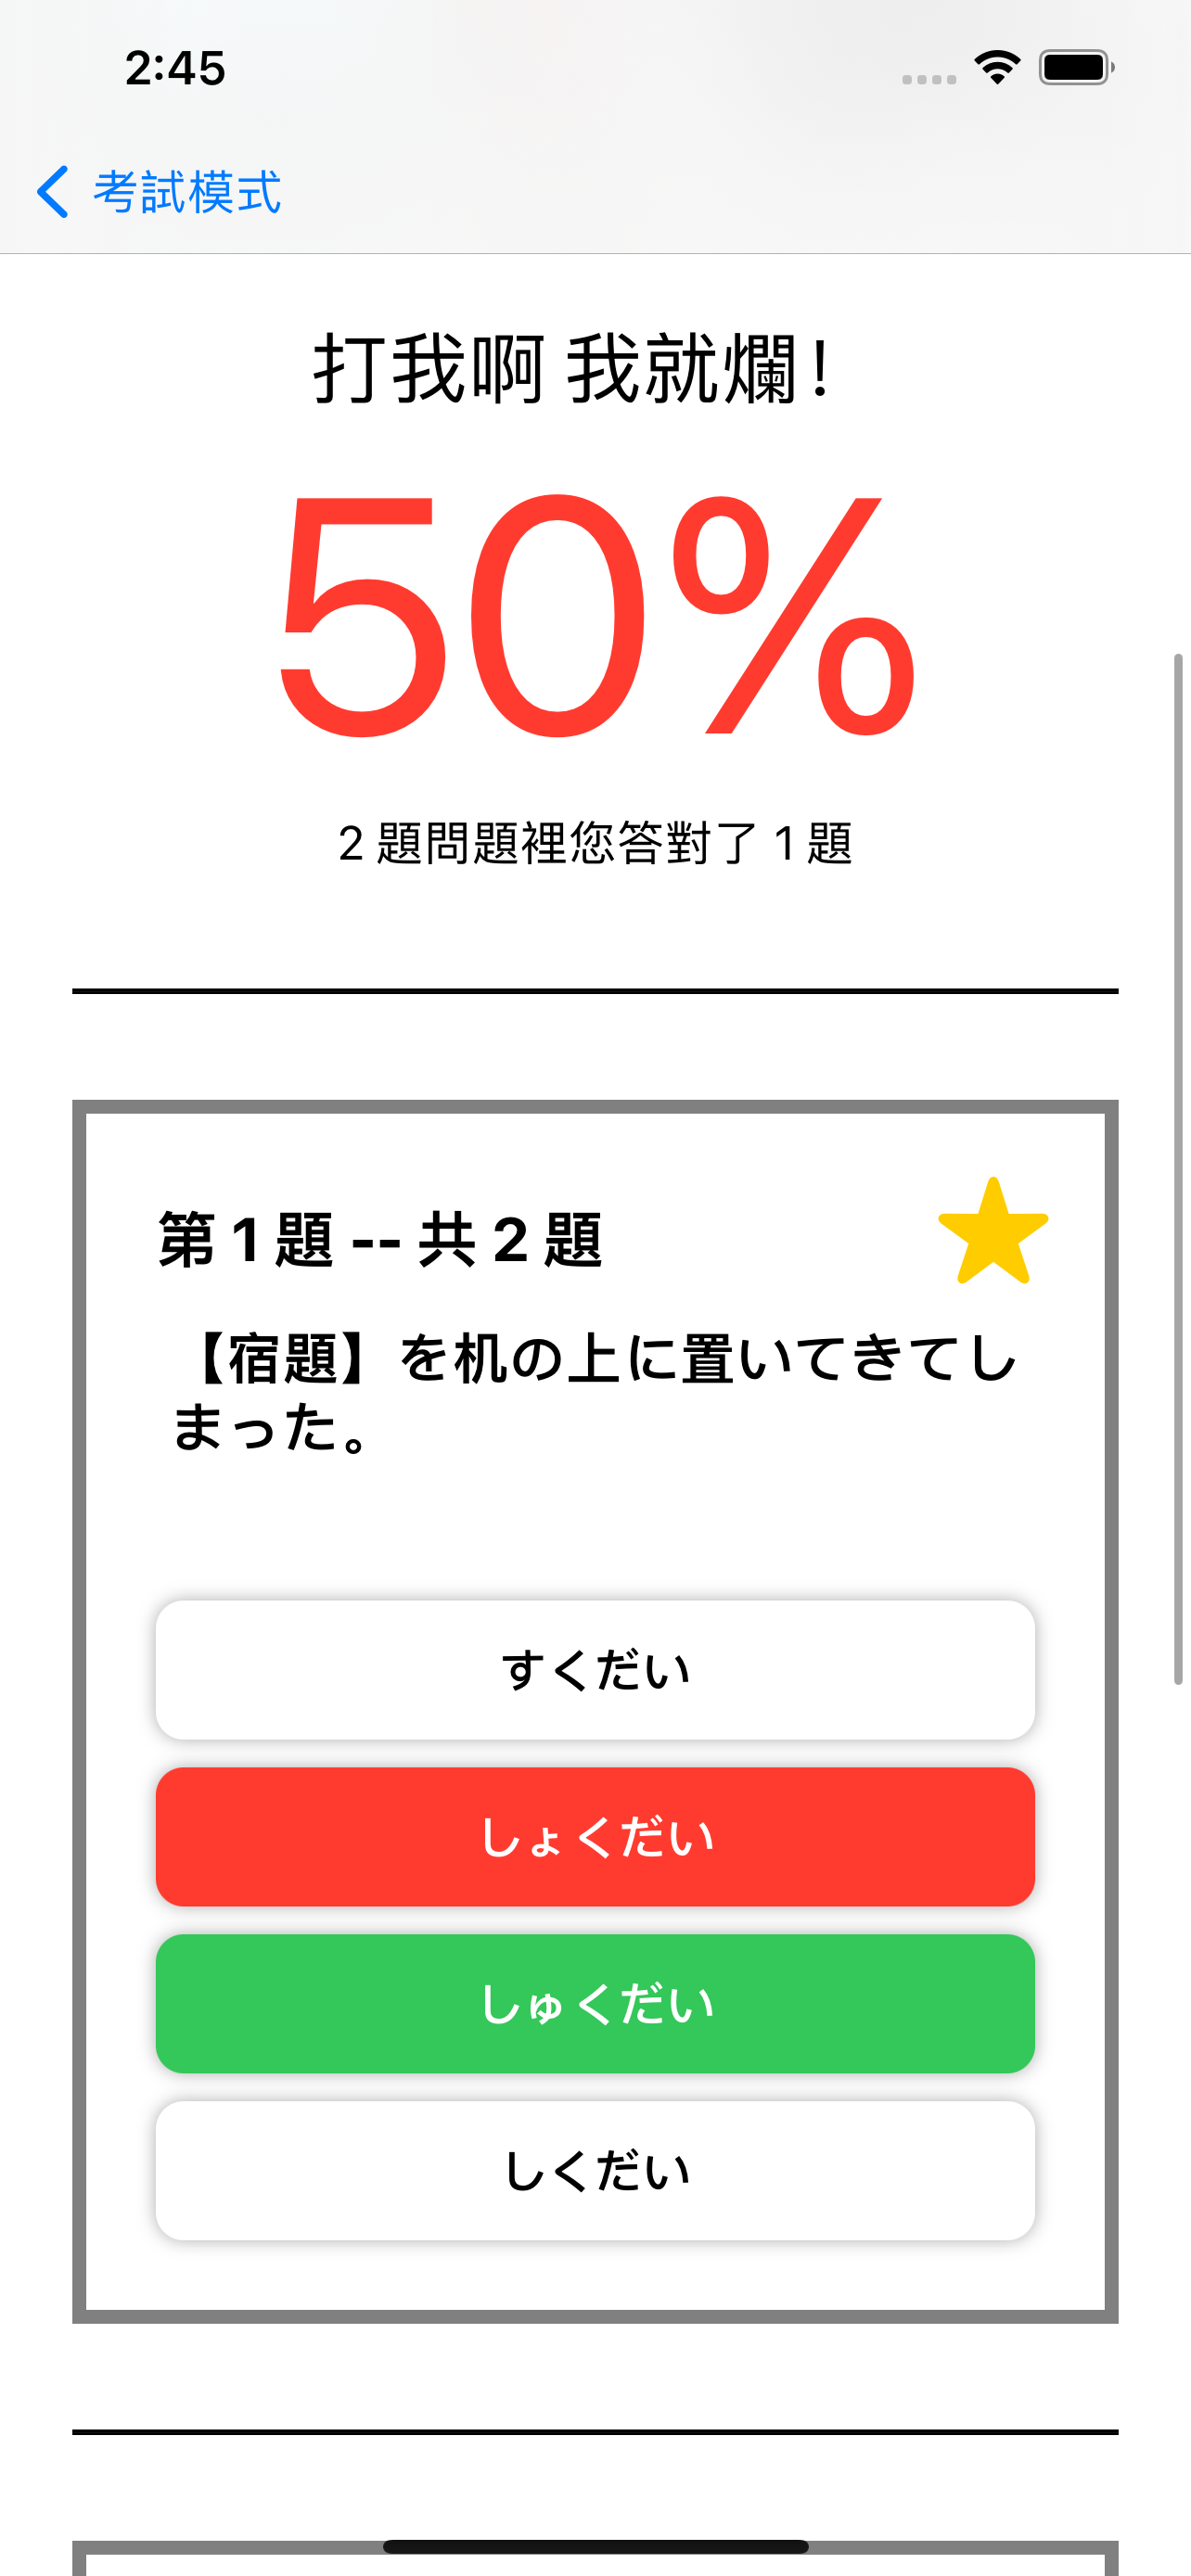 2:45
考試模式
打我啊 我就爛！
50%
2 題問題裡您答對了 1 題
第 1 題 -- 共 2 題
【宿題】を机の上に置いてきてし
まった。
すくだい
しょくだい
しゅくだい
しくだい